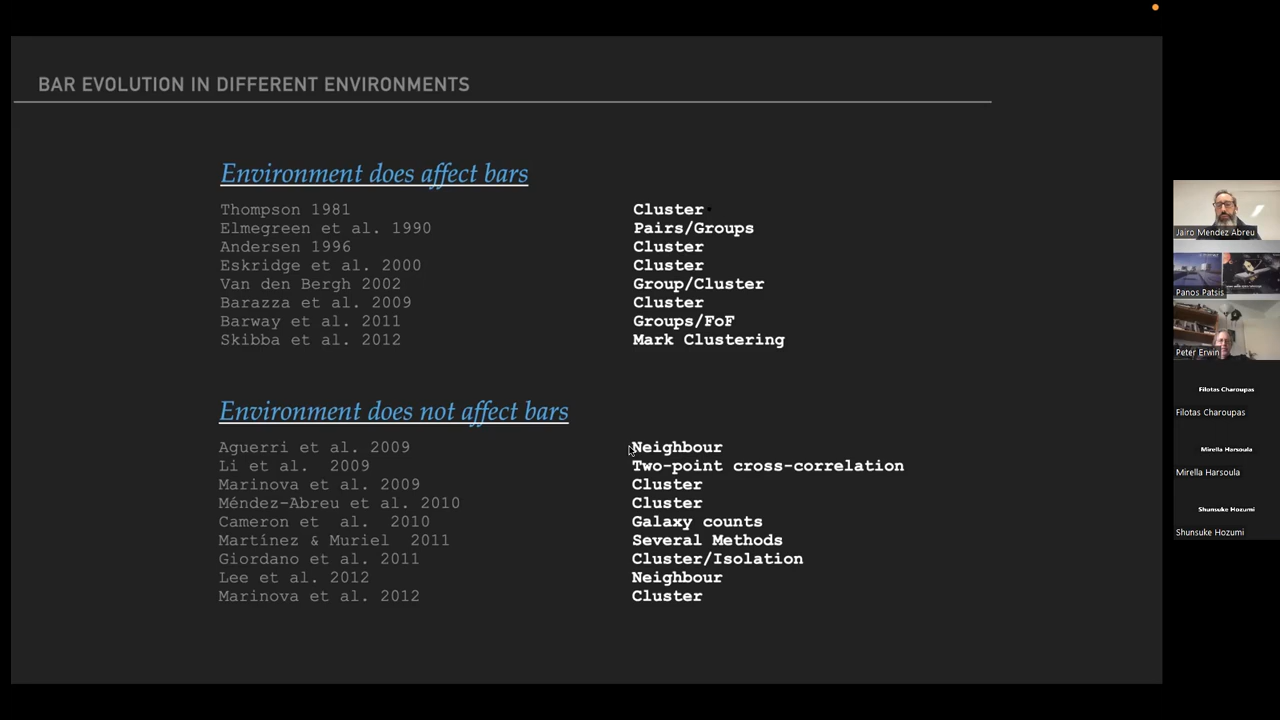 BAR EVOLUTION IN DIFFERENT ENVIRONMENTS
Environment does affect bars
Thompson 1981 Cluster
Elmegreen et al. 1990 Pairs/Groups
Andersen 1996 Cluster
Eskridge et al. 2000 Cluster
Van den Bergh 2002 Group/Cluster
Barazza et al. 2009 Cluster
Barway et al. 2011 Groups/FoF
Skibba et al. 2012 Mark Clustering
Environment does not affect bars
Aguerri et al. 2009 Neighbour
Li et al. 2009 Two-point cross-correlation
Marinova et al. 2009 Cluster
Méndez-Abreu et al. 2010 Cluster
Cameron et al. 2010 Galaxy counts
Martínez & Muriel 2011 Several Methods
Giordano et al. 2011 Cluster/Isolation
Lee et al. 2012 Neighbour
Marinova et al. 2012 Cluster
Jairo Mendez Abreu
Panos Patsis
Peter Erwin
Filotas Charoupas
Filotas Charoupas
Mirella Harsoula
Mirella Harsoula
Shunsuke Hozumi
Shunsuke Hozumi